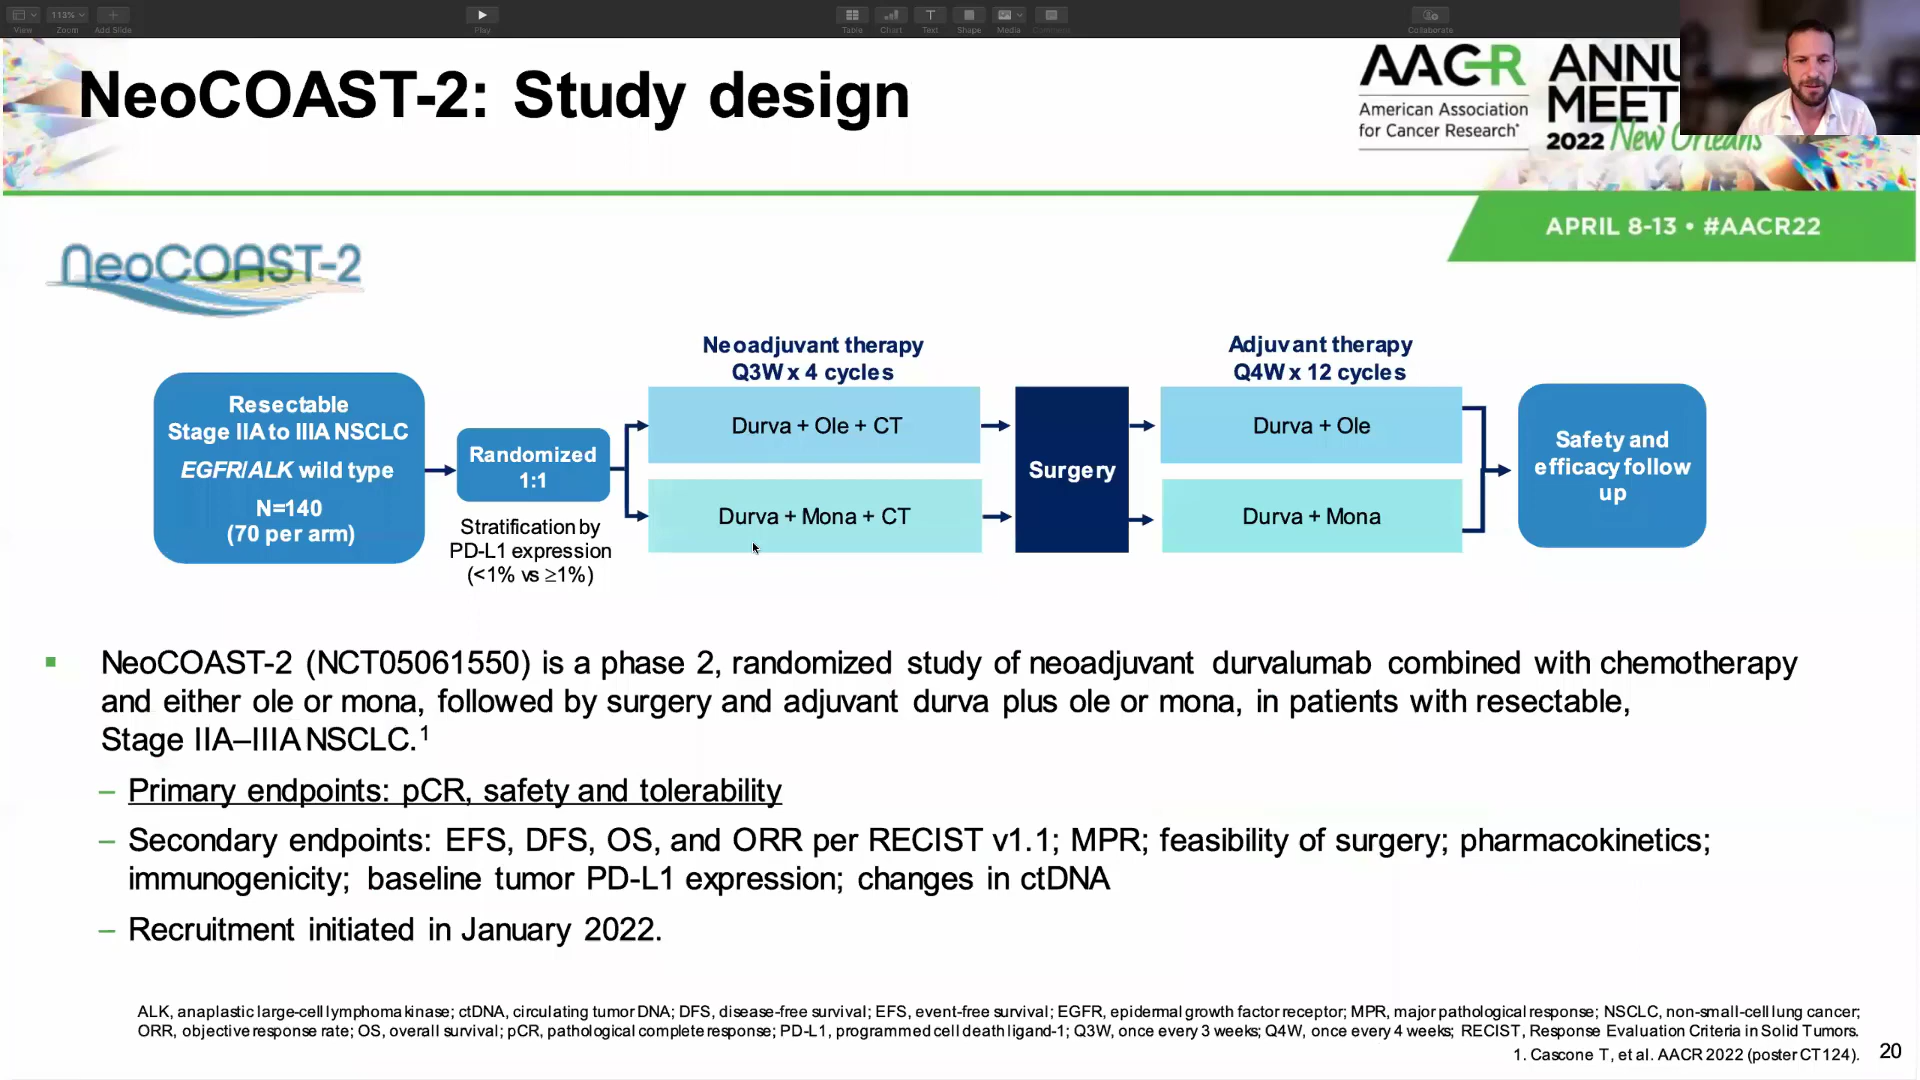 113%
View
Zoom
Add Slide
Play
Table
Chart
Text
Shape
Media
Comment
Collaborate
NeoCOAST-2: Study design
AACR
American Association
for Cancer Research®
ANNU
MEET
2022 New Orleans
APRIL 8-13 • #AACR22
NeoCOAST-2
Resectable
Stage IIA to IIIA NSCLC
EGFR/ALK wild type
N=140
(70 per arm)
Randomized
1:1
Stratification by
PD-L1 expression
(<1% vs ≥1%)
Neoadjuvant therapy
Q3W x 4 cycles
Durva + Ole + CT
Durva + Mona + CT
Surgery
Adjuvant therapy
Q4W x 12 cycles
Durva + Ole
Durva + Mona
Safety and
efficacy follow
up
▪ NeoCOAST-2 (NCT05061550) is a phase 2, randomized study of neoadjuvant durvalumab combined with chemotherapy
and either ole or mona, followed by surgery and adjuvant durva plus ole or mona, in patients with resectable,
Stage IIA–IIIA NSCLC.¹
– Primary endpoints: pCR, safety and tolerability
– Secondary endpoints: EFS, DFS, OS, and ORR per RECIST v1.1; MPR; feasibility of surgery; pharmacokinetics;
immunogenicity; baseline tumor PD-L1 expression; changes in ctDNA
– Recruitment initiated in January 2022.
ALK, anaplastic large-cell lymphoma kinase; ctDNA, circulating tumor DNA; DFS, disease-free survival; EFS, event-free survival; EGFR, epidermal growth factor receptor; MPR, major pathological response; NSCLC, non-small-cell lung cancer;
ORR, objective response rate; OS, overall survival; pCR, pathological complete response; PD-L1, programmed cell death ligand-1; Q3W, once every 3 weeks; Q4W, once every 4 weeks; RECIST, Response Evaluation Criteria in Solid Tumors.
1. Cascone T, et al. AACR 2022 (poster CT124).
20